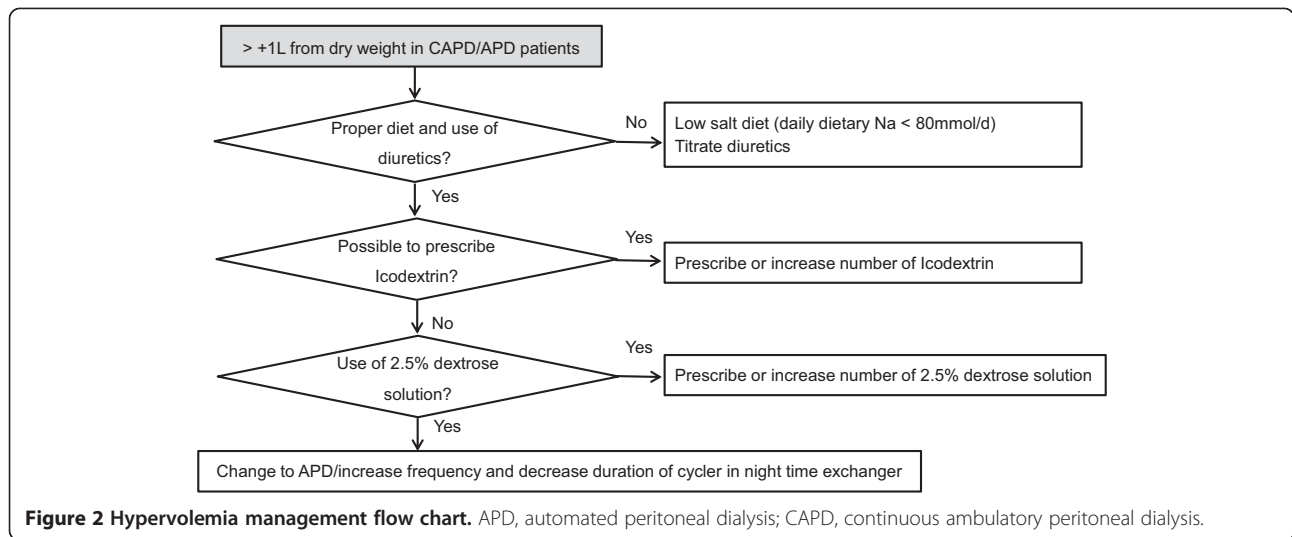 > +1L from dry weight in CAPD/APD patients
Proper diet and use of
diuretics?
No
Low salt diet (daily dietary Na < 80mmol/d)
Titrate diuretics
Yes
Possible to prescribe
Icodextrin?
Yes
Prescribe or increase number of Icodextrin
No
Use of 2.5% dextrose
solution?
Yes
Prescribe or increase number of 2.5% dextrose solution
Yes
Change to APD/increase frequency and decrease duration of cycler in night time exchanger
Figure 2 Hypervolemia management flow chart. APD, automated peritoneal dialysis; CAPD, continuous ambulatory peritoneal dialysis.